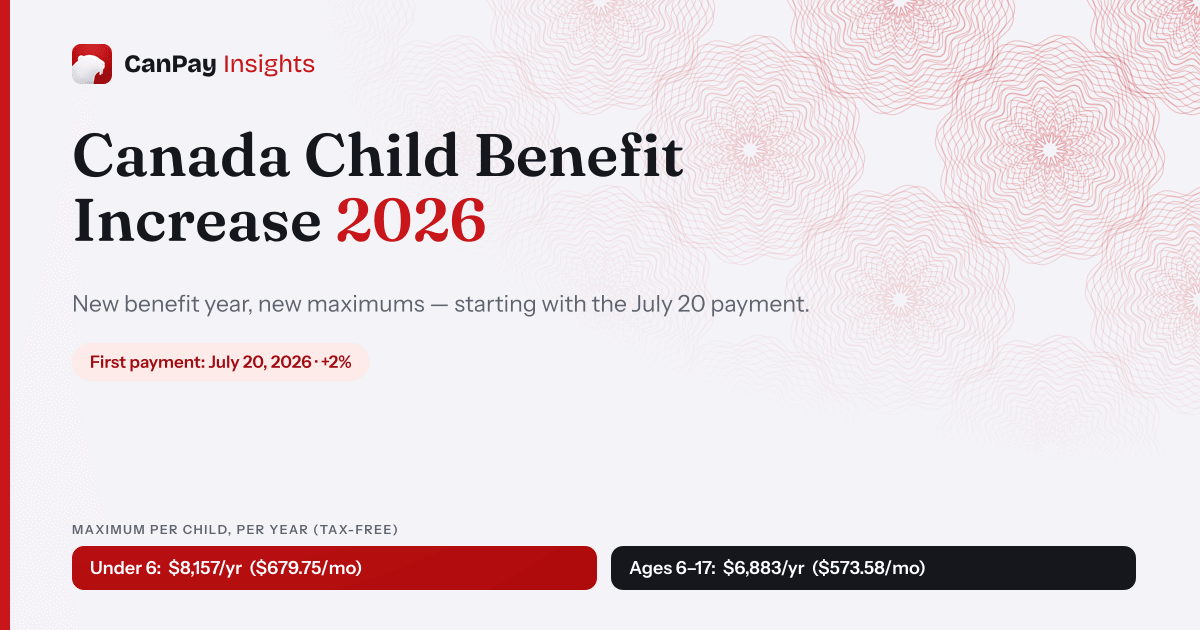 CanPay Insights
Canada Child Benefit
Increase 2026
New benefit year, new maximums — starting with the July 20 payment.
First payment: July 20, 2026 · +2%
MAXIMUM PER CHILD, PER YEAR (TAX-FREE)
Under 6: $8,157/yr ($679.75/mo)
Ages 6–17: $6,883/yr ($573.58/mo)